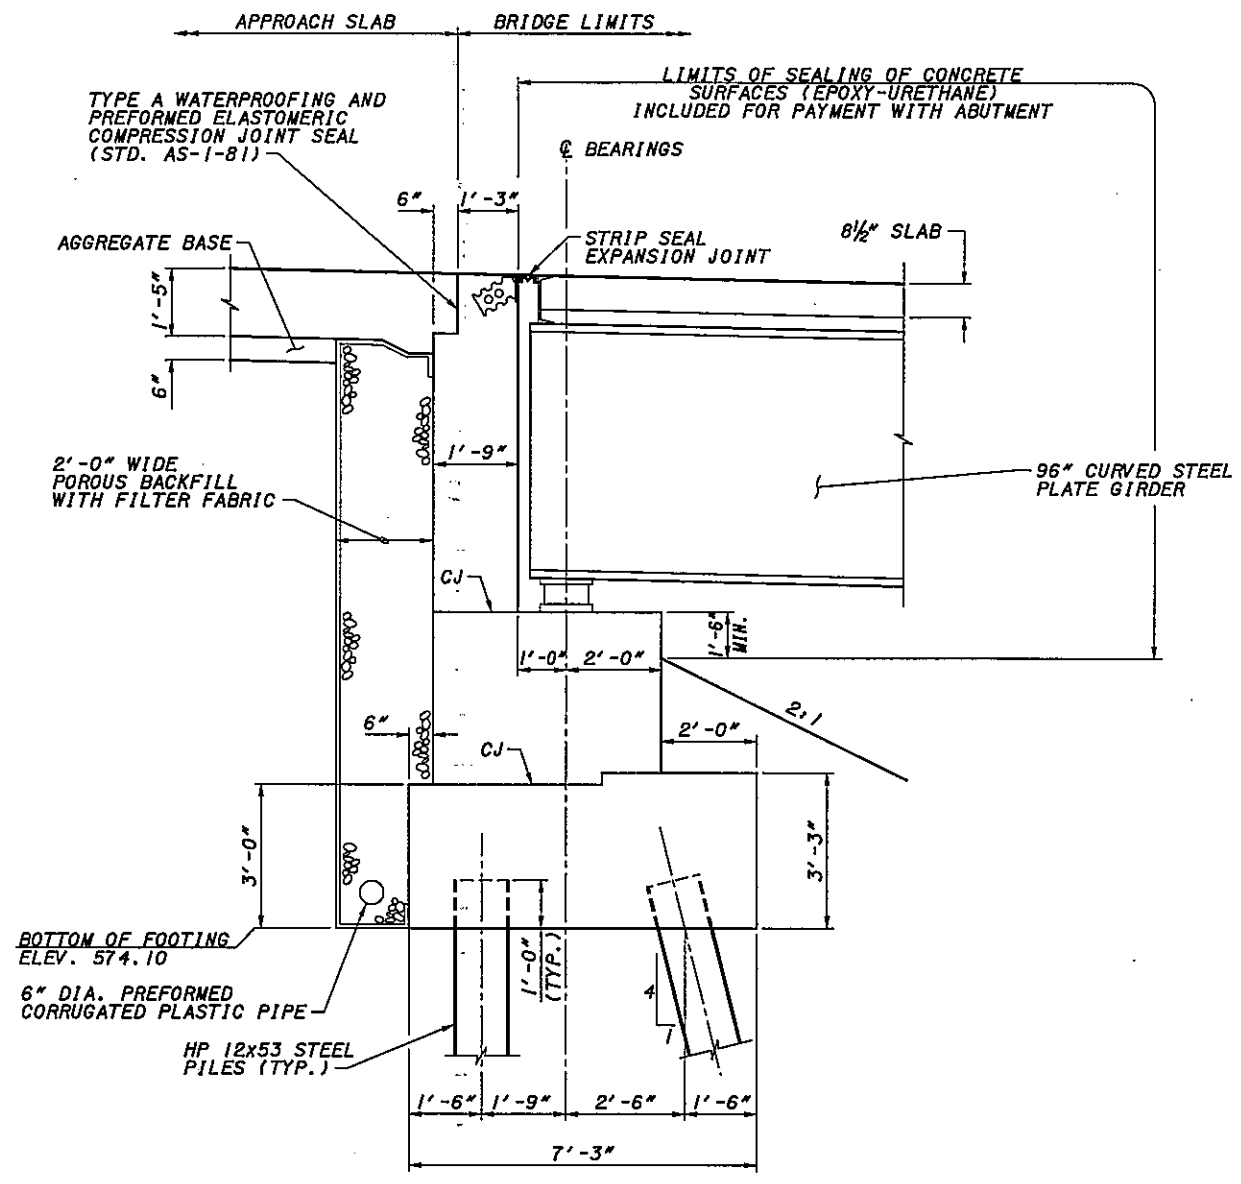 APPROACH SLAB
BRIDGE LIMITS
LIMITS OF SEALING OF CONCRETE
SURFACES (EPOXY-URETHANE)
INCLUDED FOR PAYMENT WITH ABUTMENT
TYPE A WATERPROOFING AND
PREFORMED ELASTOMERIC
COMPRESSION JOINT SEAL
(STD. AS-1-81)
℄ BEARINGS
6"
1'-3"
AGGREGATE BASE
STRIP SEAL
EXPANSION JOINT
8½" SLAB
1'-5"
6"
1'-9"
2'-0" WIDE
POROUS BACKFILL
WITH FILTER FABRIC
96" CURVED STEEL
PLATE GIRDER
CJ
1'-6"
MIN.
1'-0"
2'-0"
2:1
6"
2'-0"
CJ
3'-0"
3'-3"
BOTTOM OF FOOTING
ELEV. 574.10
1'-0"
(TYP.)
6" DIA. PREFORMED
CORRUGATED PLASTIC PIPE
4
1
HP 12x53 STEEL
PILES (TYP.)
1'-6"
1'-9"
2'-6"
1'-6"
7'-3"